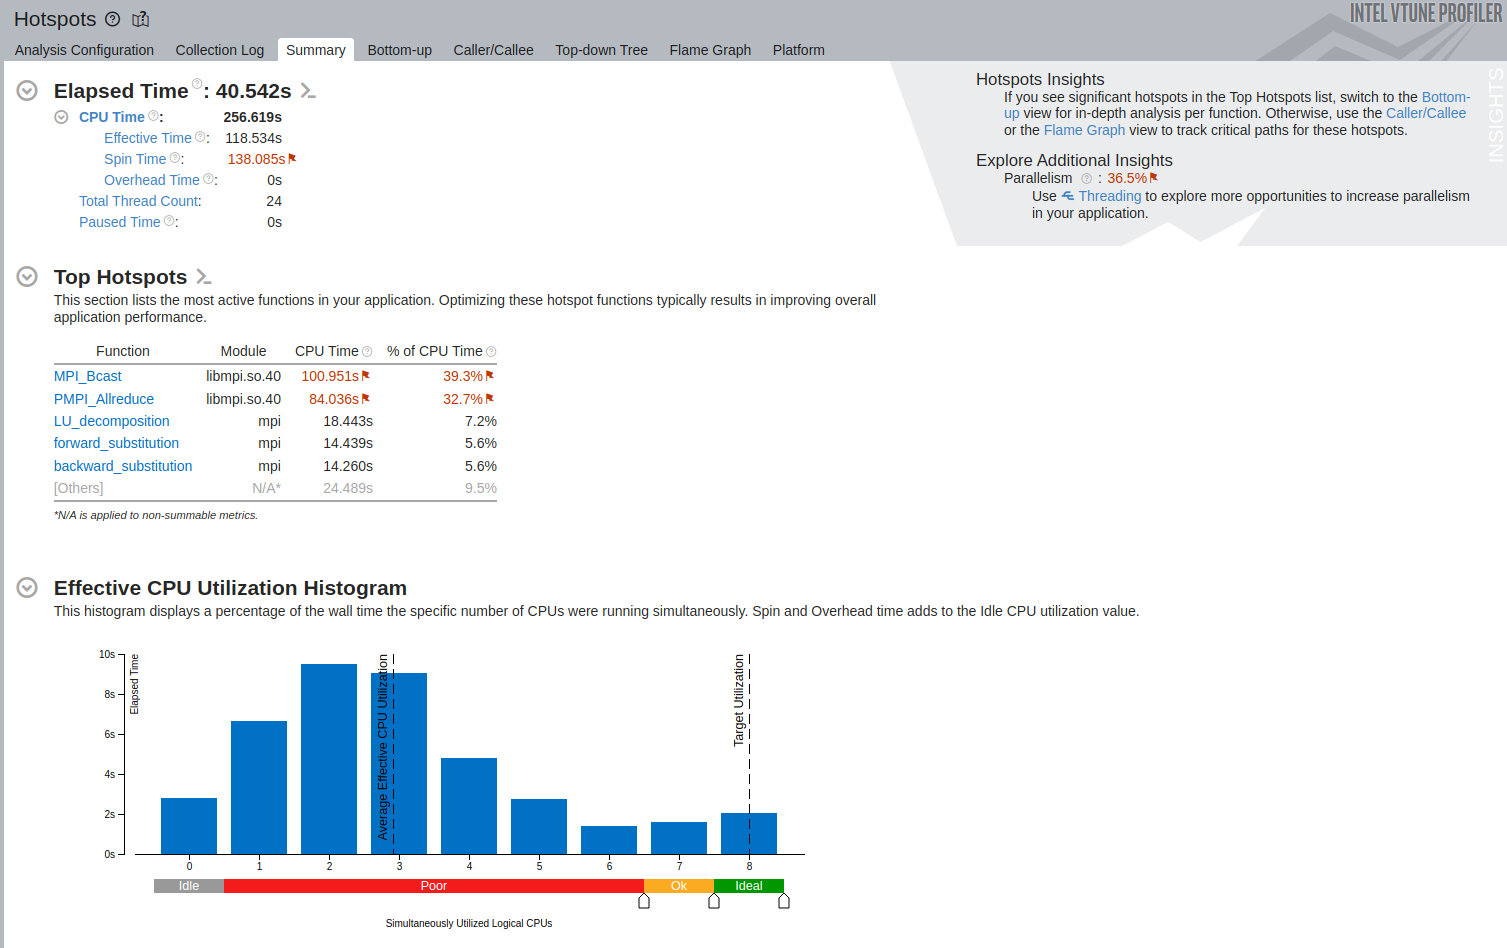 Hotspots
INTEL VTUNE PROFILER
Analysis Configuration Collection Log Summary Bottom-up Caller/Callee Top-down Tree Flame Graph Platform
Elapsed Time ? : 40.542s
CPU Time ?: 256.619s
Effective Time ?: 118.534s
Spin Time ?: 138.085s
Overhead Time ?: 0s
Total Thread Count: 24
Paused Time ?: 0s
Hotspots Insights
If you see significant hotspots in the Top Hotspots list, switch to the Bottom-
up view for in-depth analysis per function. Otherwise, use the Caller/Callee
or the Flame Graph view to track critical paths for these hotspots.
Explore Additional Insights
Parallelism ? : 36.5%
Use Threading to explore more opportunities to increase parallelism
in your application.
INSIGHTS
Top Hotspots
This section lists the most active functions in your application. Optimizing these hotspot functions typically results in improving overall
application performance.
Function Module CPU Time ? % of CPU Time ?
MPI_Bcast libmpi.so.40 100.951s 39.3%
PMPI_Allreduce libmpi.so.40 84.036s 32.7%
LU_decomposition mpi 18.443s 7.2%
forward_substitution mpi 14.439s 5.6%
backward_substitution mpi 14.260s 5.6%
[Others] N/A* 24.489s 9.5%
*N/A is applied to non-summable metrics.
Effective CPU Utilization Histogram
This histogram displays a percentage of the wall time the specific number of CPUs were running simultaneously. Spin and Overhead time adds to the Idle CPU utilization value.
10s
8s
6s
4s
2s
0s
Elapsed Time
Average Effective CPU Utilization
Target Utilization
0 1 2 3 4 5 6 7 8
Idle Poor Ok Ideal
Simultaneously Utilized Logical CPUs